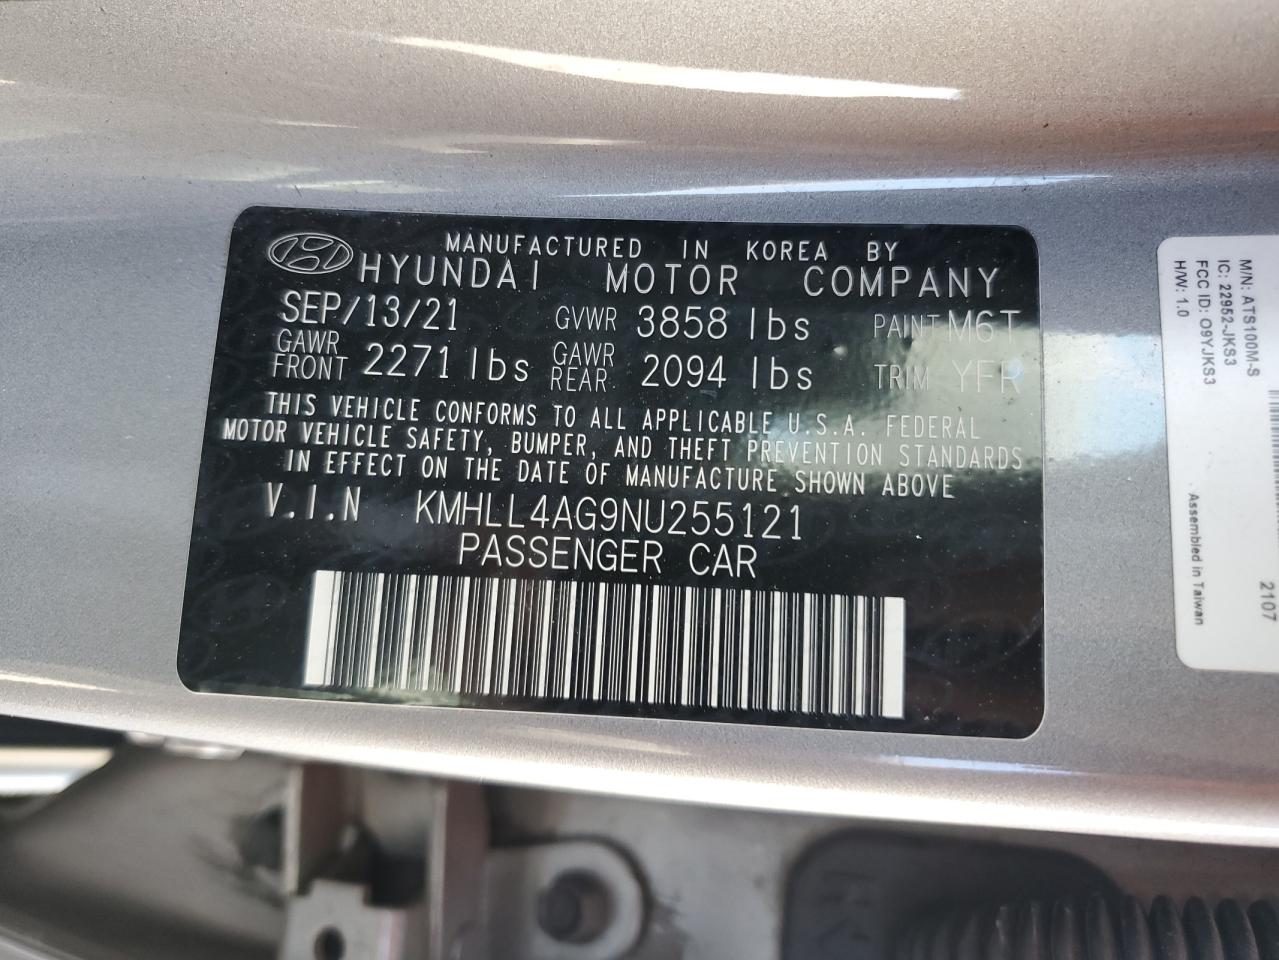 MANUFACTURED IN KOREA BY
HYUNDAI MOTOR COMPANY
SEP/13/21 GVWR 3858 lbs PAINT M6T
GAWR FRONT 2271 lbs GAWR REAR 2094 lbs TRIM YFR
THIS VEHICLE CONFORMS TO ALL APPLICABLE U.S.A. FEDERAL
MOTOR VEHICLE SAFETY, BUMPER, AND THEFT PREVENTION STANDARDS
IN EFFECT ON THE DATE OF MANUFACTURE SHOWN ABOVE
V.I.N KMHLL4AG9NU255121
PASSENGER CAR
M/N: ATS100M-S
IC: 22952-JKS3
FCC ID: O9YJKS3
H/W: 1.0
2107
Assembled in Taiwan